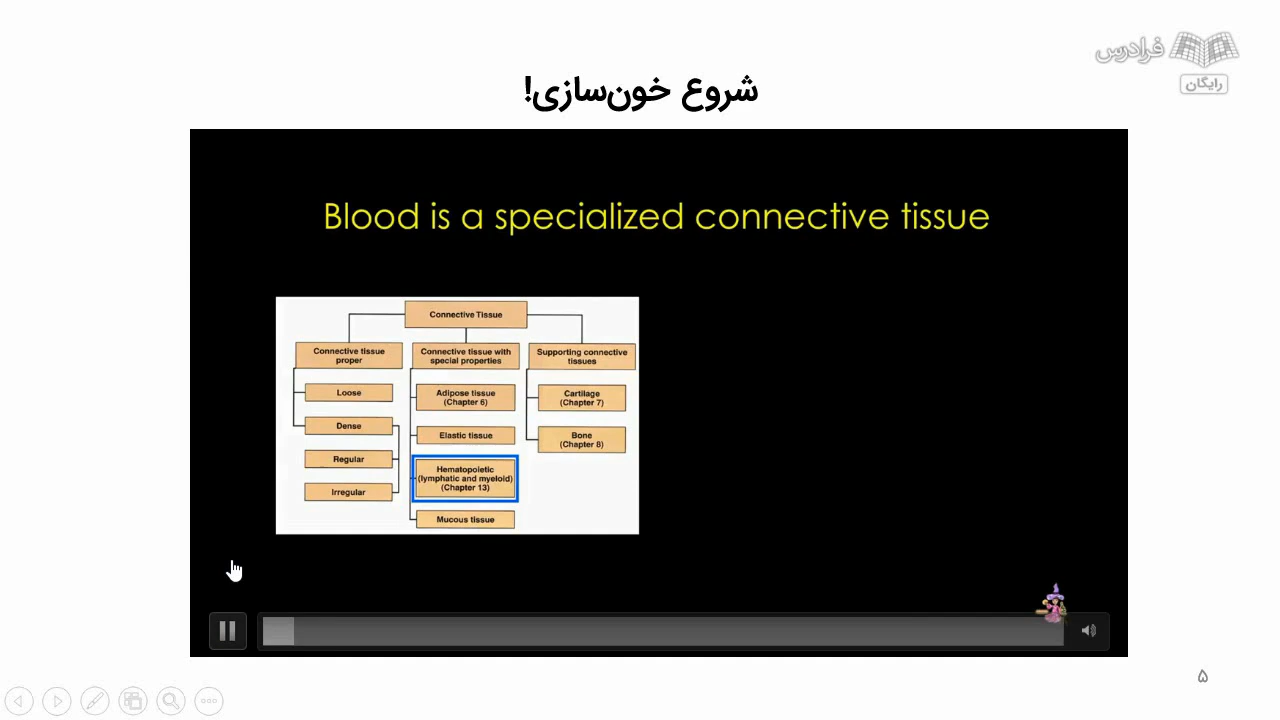 فرادرس
رایگان
شروع خون‌سازی!
Blood is a specialized connective tissue
Connective Tissue
Connective tissue
proper
Connective tissue with
special properties
Supporting connective
tissues
Loose
Adipose tissue
(Chapter 6)
Cartilage
(Chapter 7)
Dense
Elastic tissue
Bone
(Chapter 8)
Regular
Hematopoietic
(lymphatic and myeloid)
(Chapter 13)
Irregular
Mucous tissue
۵